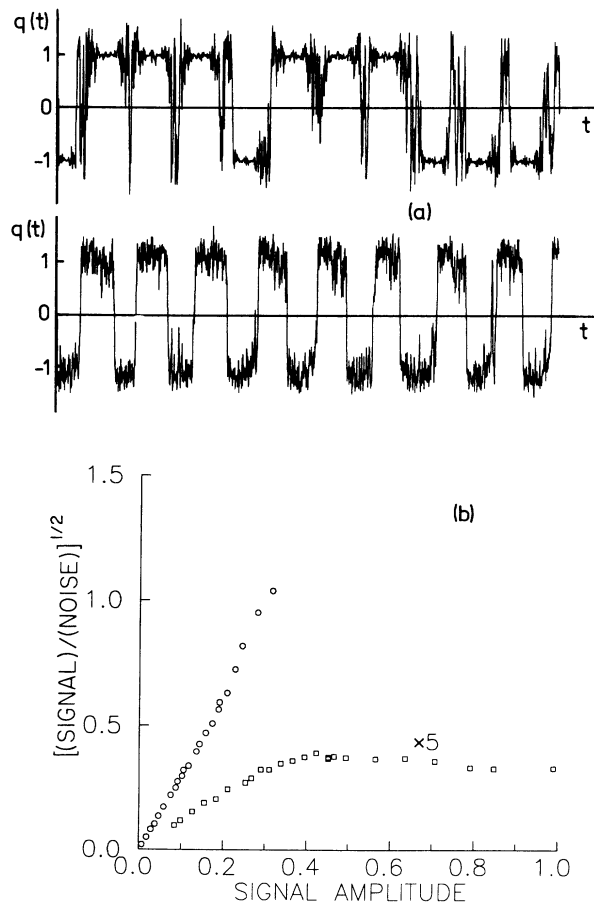 q(t)
1
0
-1
t
(a)
q(t)
1
0
-1
t
(b)
[(SIGNAL)/(NOISE)]^1/2
1.5
1.0
0.5
0.0
×5
0.0 0.2 0.4 0.6 0.8 1.0
SIGNAL AMPLITUDE